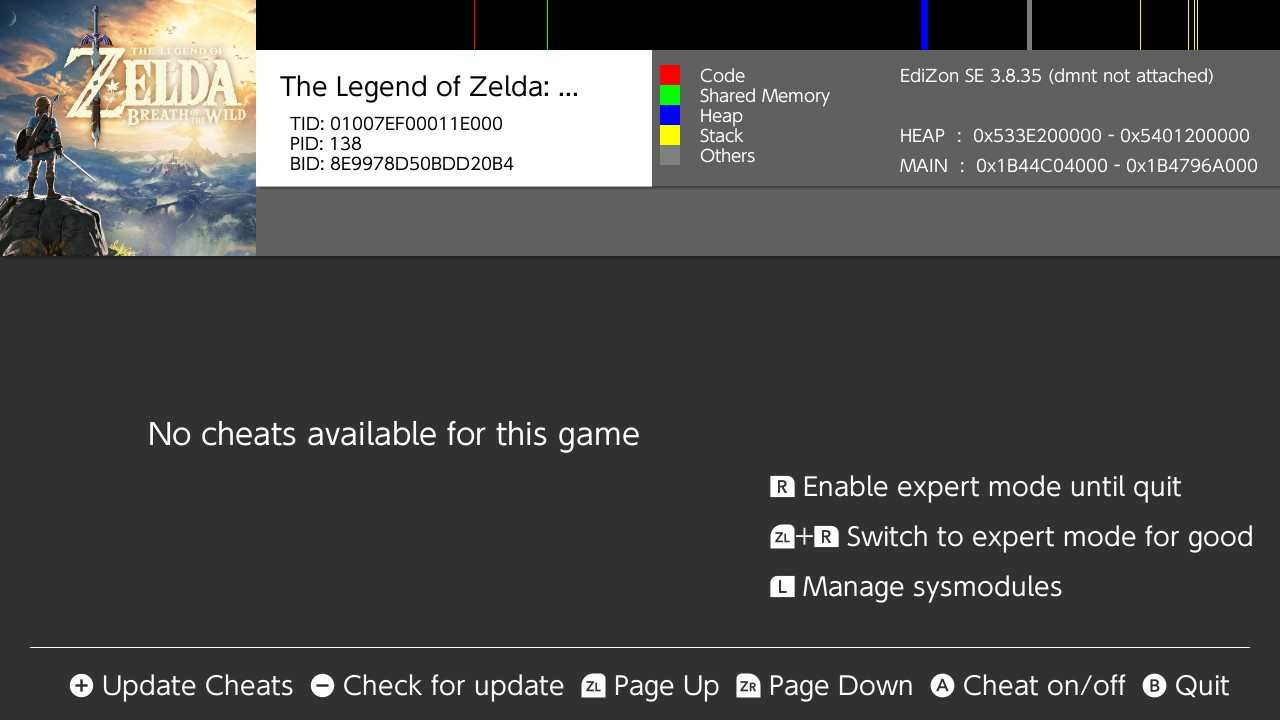 THE LEGEND OF
ZELDA
BREATH OF THE WILD
The Legend of Zelda: ...
TID: 01007EF00011E000
PID: 138
BID: 8E9978D50BDD20B4
Code
Shared Memory
Heap
Stack
Others
EdiZon SE 3.8.35 (dmnt not attached)
HEAP : 0x533E200000 - 0x5401200000
MAIN : 0x1B44C04000 - 0x1B4796A000
No cheats available for this game
R Enable expert mode until quit
ZL+R Switch to expert mode for good
L Manage sysmodules
+ Update Cheats - Check for update ZL Page Up ZR Page Down A Cheat on/off B Quit